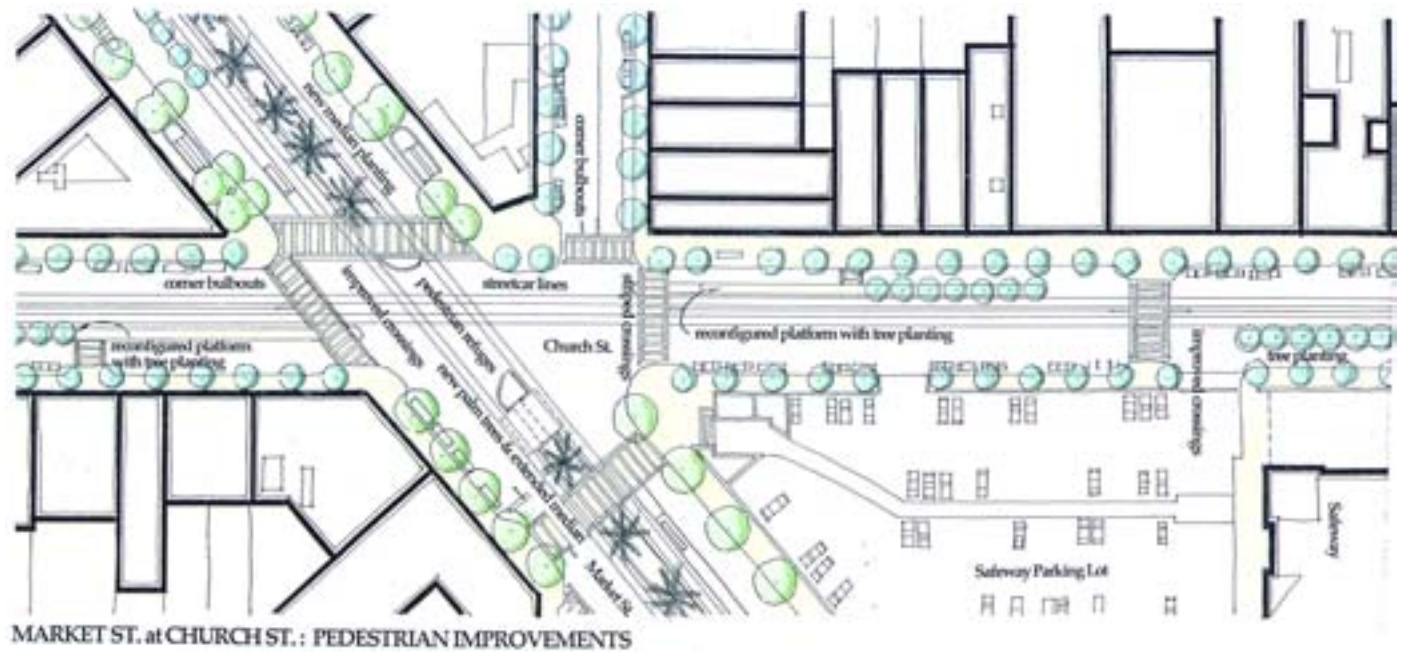 new median planting
corner bulbouts
corner bulbouts
improved crossings
pedestrian refuges
streetcar lines
striped crossings
reconfigured platform with tree planting
Church St.
reconfigured platform
with tree planting
new palm trees & extended median
Market St.
improved crossings
tree planting
Safeway
Safeway Parking Lot
MARKET ST. at CHURCH ST. : PEDESTRIAN IMPROVEMENTS